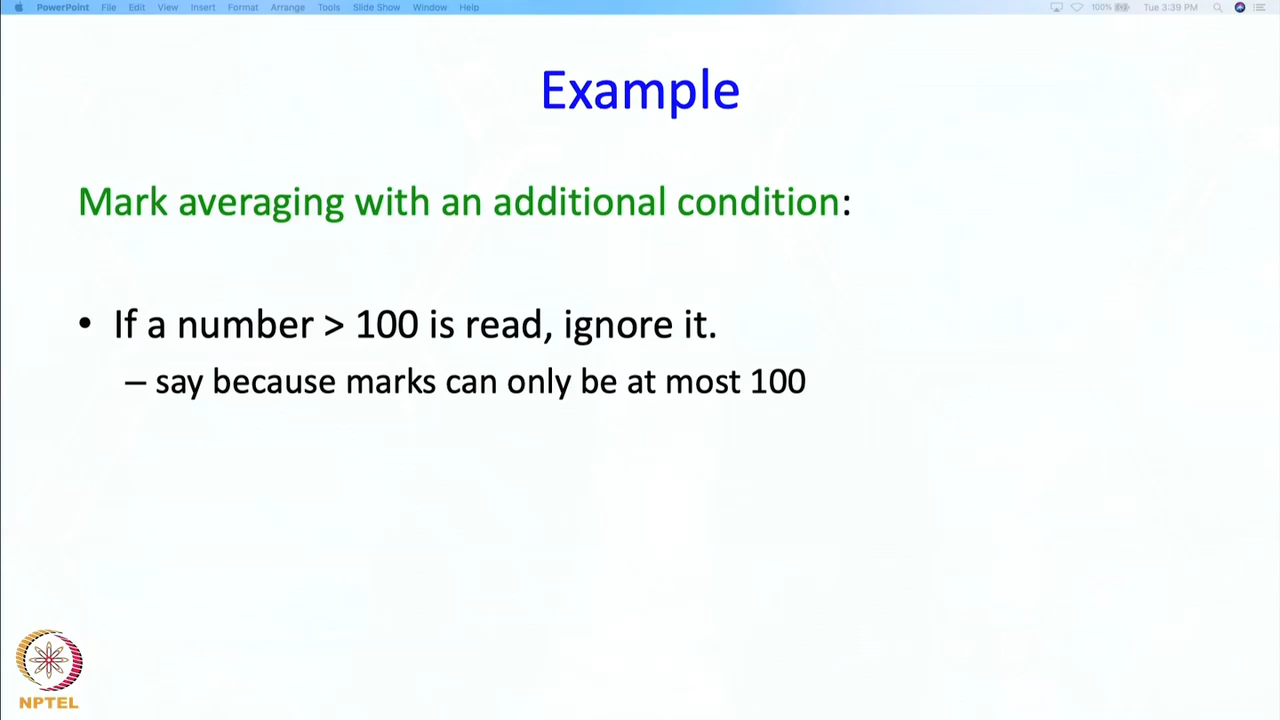 PowerPoint File Edit View Insert Format Arrange Tools Slide Show Window Help 100% Tue 3:39 PM
Example
Mark averaging with an additional condition:
• If a number > 100 is read, ignore it.
– say because marks can only be at most 100
NPTEL